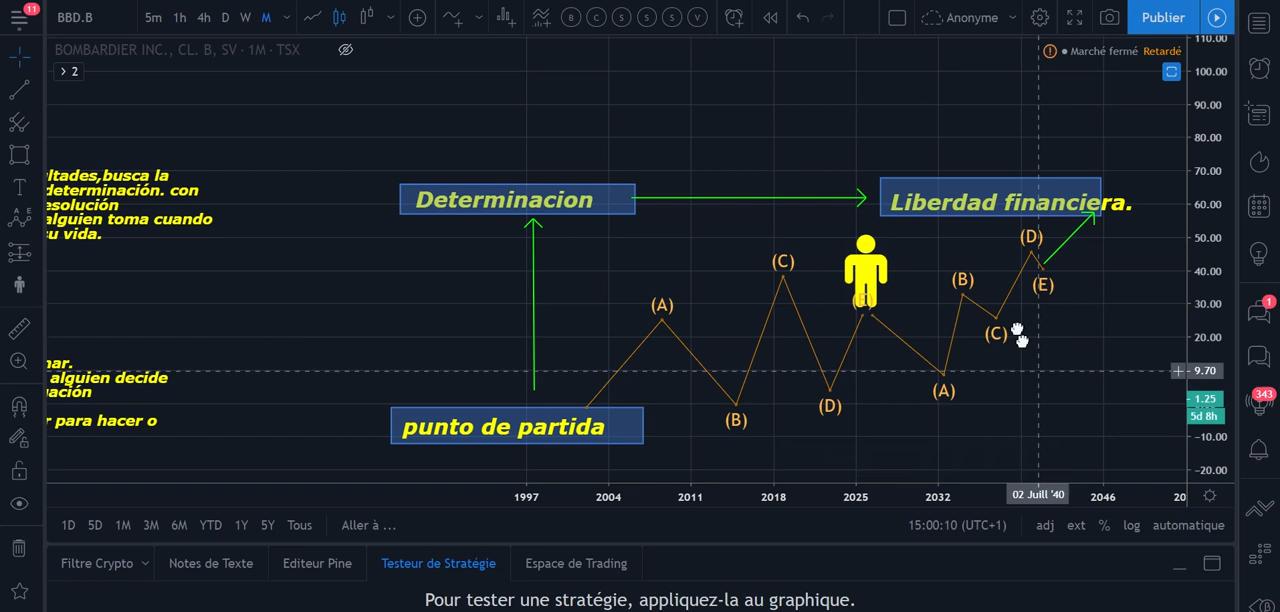 11
BBD.B
5m 1h 4h D W M
B C S S S V
Anonyme
Publier
BOMBARDIER INC., CL. B, SV · 1M · TSX
Marché fermé Retardé
> 2
110.00
100.00
90.00
80.00
70.00
60.00
50.00
40.00
30.00
20.00
9.70
1.25
5d 8h
-10.00
-20.00
ultades,busca la
determinación. con
esolución
alguien toma cuando
su vida.
Determinacion
Liberdad financiera.
(A)
(B)
(C)
(D)
(E)
(A)
(B)
(C)
(D)
(E)
nar.
alguien decide
para hacer o
punto de partida
1997 2004 2011 2018 2025 2032 02 Juill '40 2046 20
1D 5D 1M 3M 6M YTD 1Y 5Y Tous Aller à ...
15:00:10 (UTC+1) adj ext % log automatique
Filtre Crypto Notes de Texte Editeur Pine Testeur de Stratégie Espace de Trading
Pour tester une stratégie, appliquez-la au graphique.
1
343